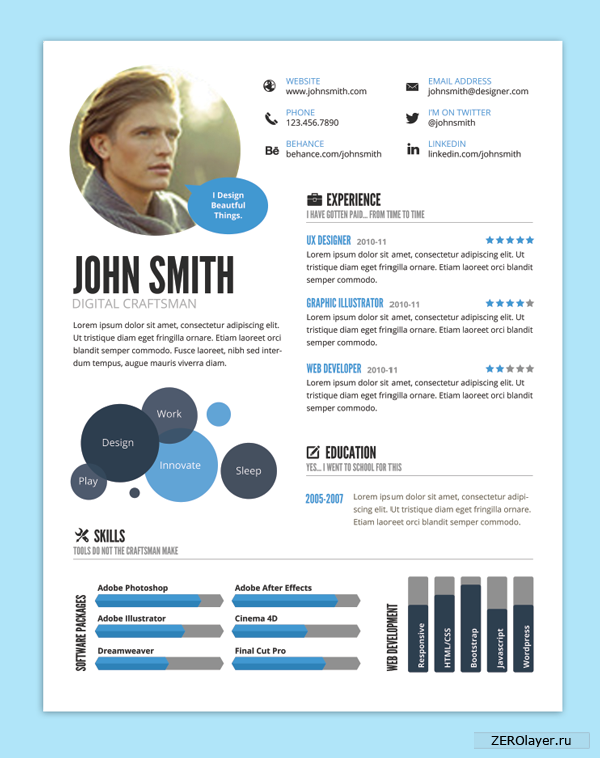 WEBSITE
www.johnsmith.com
EMAIL ADDRESS
johnsmith@designer.com
PHONE
123.456.7890
I'M ON TWITTER
@johnsmith
Bē BEHANCE
behance.com/johnsmith
in LINKEDIN
linkedin.com/johnsmith
I Design
Beautful
Things.
JOHN SMITH
DIGITAL CRAFTSMAN
Lorem ipsum dolor sit amet, consectetur adipiscing elit.
Ut tristique diam eget fringilla ornare. Etiam orci blandit
semper commodo. Fusce laoreet, nibh sed inter-
dum tempus, augue mauris viverra diam.
Work
Design
Innovate
Sleep
Play
EXPERIENCE
I HAVE GOTTEN PAID... FROM TIME TO TIME
UX DESIGNER 2010-11
Lorem ipsum dolor sit amet, consectetur adipiscing elit. Ut
tristique diam eget fringilla ornare. Etiam orci blandit
semper commodo.
GRAPHIC ILLUSTRATOR 2010-11
Lorem ipsum dolor sit amet, consectetur adipiscing elit. Ut
tristique diam eget fringilla ornare. Etiam orci blandit
semper commodo.
WEB DEVELOPER 2010-11
Lorem ipsum dolor sit amet, consectetur adipiscing elit. Ut
tristique diam eget fringilla ornare. Etiam orci blandit
semper commodo.
EDUCATION
YES... I WENT TO SCHOOL FOR THIS
2005-2007
Lorem ipsum dolor sit amet, consectetur adipi-
scing elit. Ut tristique diam eget fringilla ornare.
Etiam orci blandit semper commodo.
SKILLS
TOOLS DO NOT THE CRAFTSMAN MAKE
SOFTWARE PACKAGES
Adobe Photoshop
Adobe After Effects
Adobe Illustrator
Cinema 4D
Dreamweaver
Final Cut Pro
WEB DEVELOPMENT
Responsive
HTML/CSS
Bootstrap
Javascript
Wordpress
ZEROlayer.ru